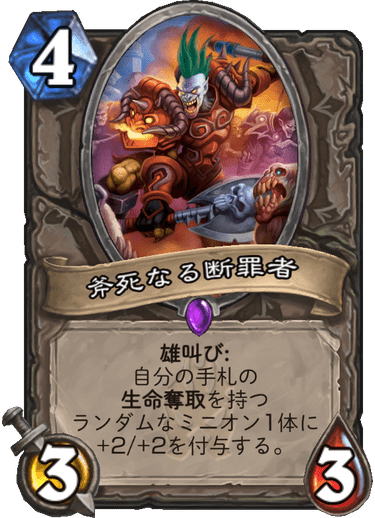 4
斧死なる断罪者
雄叫び:
自分の手札の
生命奪取を持つ
ランダムなミニオン1体に
+2/+2を付与する。
3
3